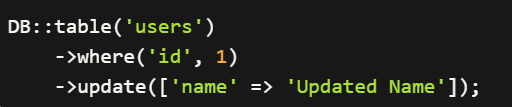 DB::table('users')
    ->where('id', 1)
    ->update(['name' => 'Updated Name']);